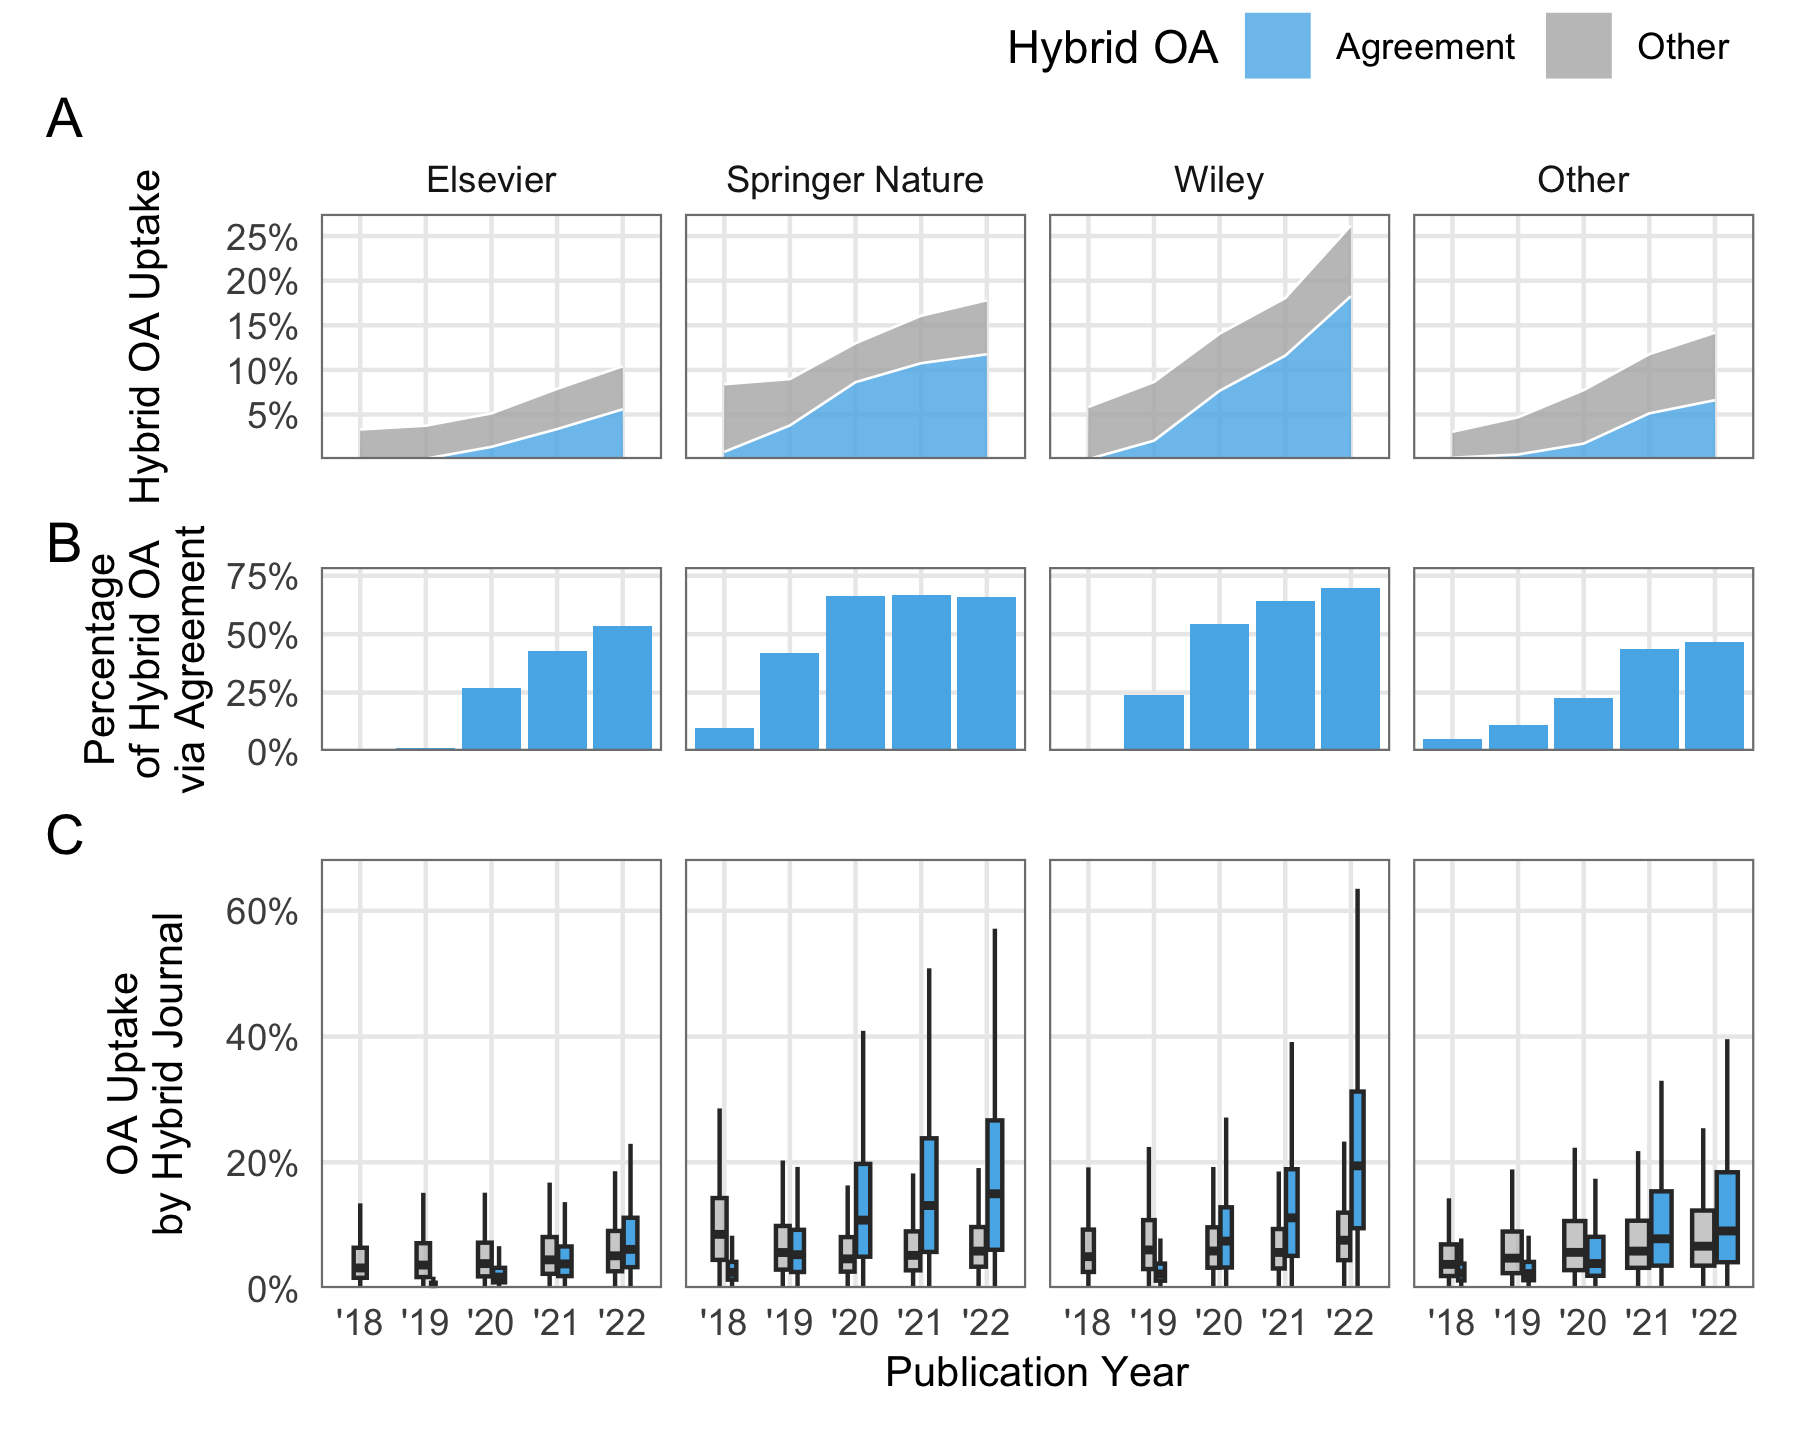 Hybrid OA Agreement Other
A
Elsevier Springer Nature Wiley Other
Hybrid OA Uptake
25%
20%
15%
10%
5%
B
Percentage
of Hybrid OA
via Agreement
75%
50%
25%
0%
C
OA Uptake
by Hybrid Journal
60%
40%
20%
0%
'18 '19 '20 '21 '22 '18 '19 '20 '21 '22 '18 '19 '20 '21 '22 '18 '19 '20 '21 '22
Publication Year